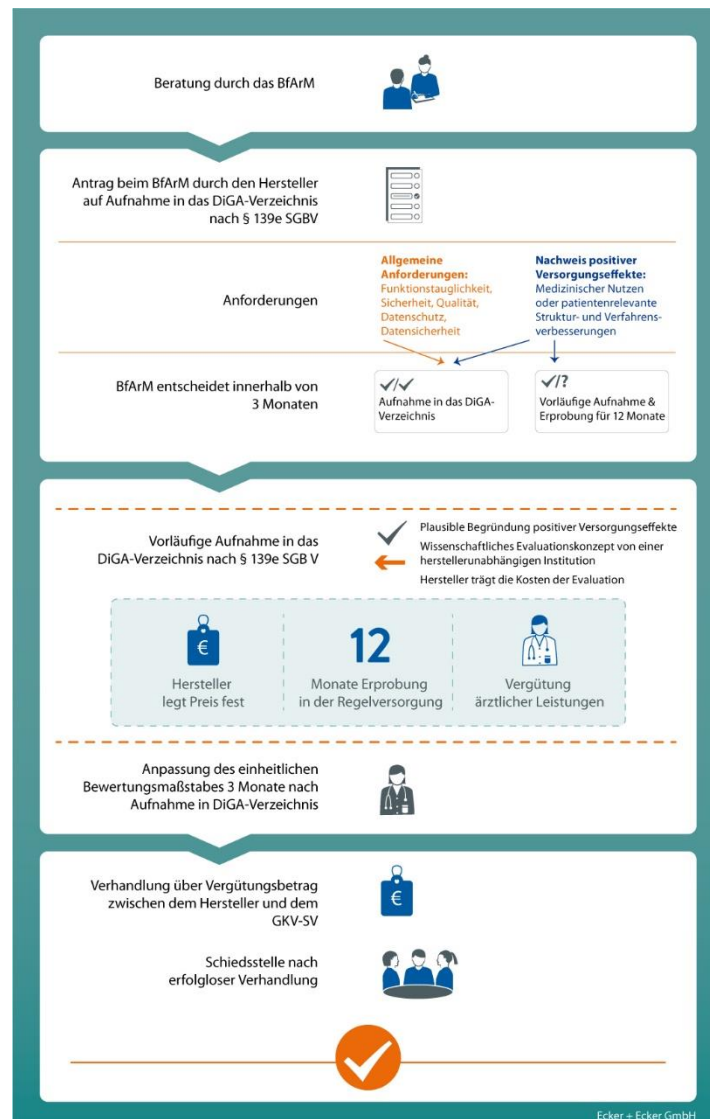 Beratung durch das BfArM
Antrag beim BfArM durch den Hersteller
auf Aufnahme in das DiGA-Verzeichnis
nach § 139e SGBV
Anforderungen
Allgemeine
Anforderungen:
Funktionstauglichkeit,
Sicherheit, Qualität,
Datenschutz,
Datensicherheit
Nachweis positiver
Versorgungseffekte:
Medizinischer Nutzen
oder patientenrelevante
Struktur- und Verfahrens-
verbesserungen
BfArM entscheidet innerhalb von
3 Monaten
✓/✓
Aufnahme in das DiGA-
Verzeichnis
✓/?
Vorläufige Aufnahme &
Erprobung für 12 Monate
Vorläufige Aufnahme in das
DiGA-Verzeichnis nach § 139e SGB V
Plausible Begründung positiver Versorgungseffekte
Wissenschaftliches Evaluationskonzept von einer
herstellerunabhängigen Institution
Hersteller trägt die Kosten der Evaluation
€
Hersteller
legt Preis fest
12
Monate Erprobung
in der Regelversorgung
Vergütung
ärztlicher Leistungen
Anpassung des einheitlichen
Bewertungsmaßstabes 3 Monate nach
Aufnahme in DiGA-Verzeichnis
Verhandlung über Vergütungsbetrag
zwischen dem Hersteller und dem
GKV-SV
€
Schiedsstelle nach
erfolgloser Verhandlung
Ecker + Ecker GmbH